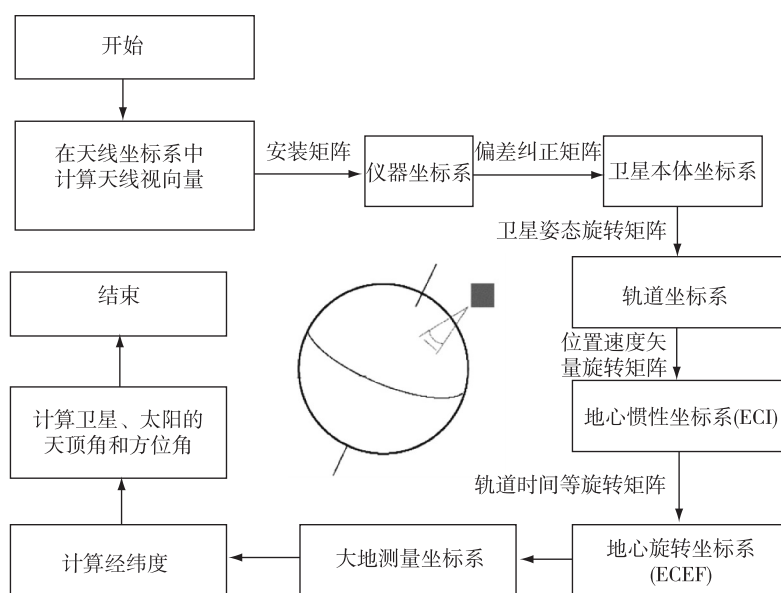 开始
在天线坐标系中
计算天线视向量
安装矩阵
仪器坐标系
偏差纠正矩阵
卫星本体坐标系
卫星姿态旋转矩阵
轨道坐标系
位置速度矢
量旋转矩阵
地心惯性坐标系(ECI)
轨道时间等旋转矩阵
地心旋转坐标系
(ECEF)
大地测量坐标系
计算经纬度
计算卫星、太阳的
天顶角和方位角
结束